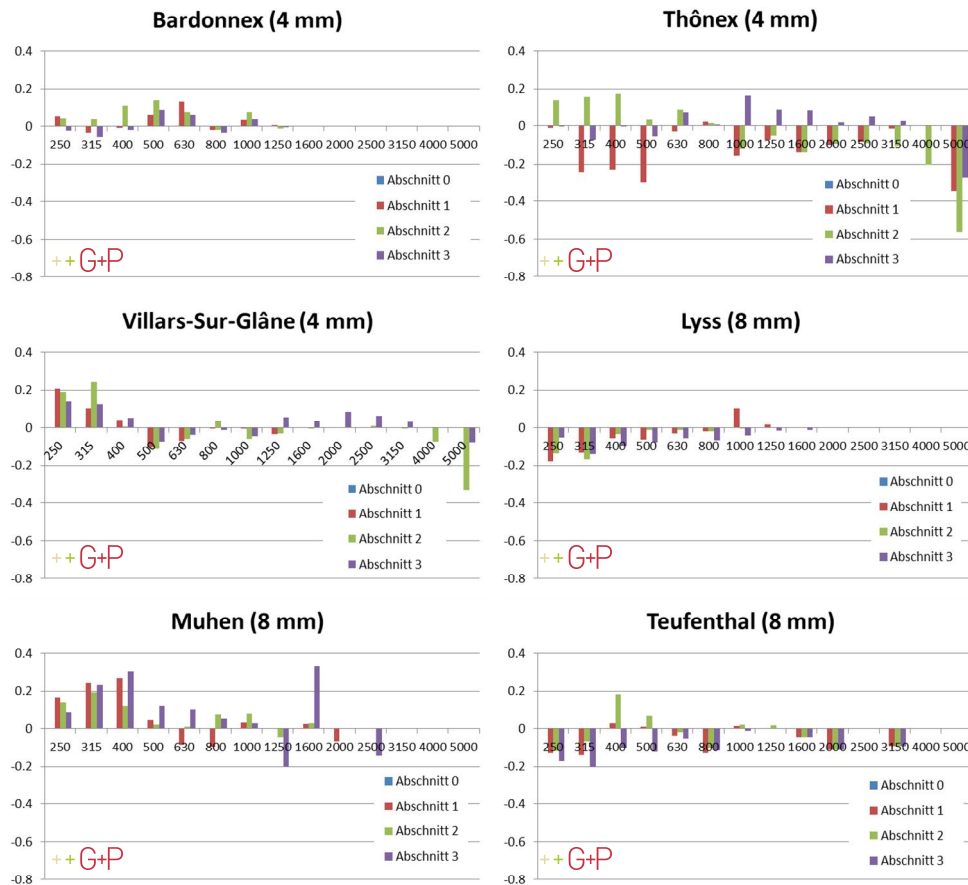 Bardonnex (4 mm)
0.4
0.2
0
-0.2
-0.4
-0.6
-0.8
250 315 400 500 630 800 1000 1250 1600 2000 2500 3150 4000 5000
Abschnitt 0
Abschnitt 1
Abschnitt 2
Abschnitt 3
++ G+P
Thônex (4 mm)
0.4
0.2
0
-0.2
-0.4
-0.6
-0.8
250 315 400 500 630 800 1000 1250 1600 2000 2500 3150 4000 5000
Abschnitt 0
Abschnitt 1
Abschnitt 2
Abschnitt 3
++ G+P
Villars-Sur-Glâne (4 mm)
0.4
0.2
0
-0.2
-0.4
-0.6
-0.8
250 315 400 500 630 800 1000 1250 1600 2000 2500 3150 4000 5000
Abschnitt 0
Abschnitt 1
Abschnitt 2
Abschnitt 3
++ G+P
Lyss (8 mm)
0.4
0.2
0
-0.2
-0.4
-0.6
-0.8
250 315 400 500 630 800 1000 1250 1600 2000 2500 3150 4000 5000
Abschnitt 0
Abschnitt 1
Abschnitt 2
Abschnitt 3
++ G+P
Muhen (8 mm)
0.4
0.2
0
-0.2
-0.4
-0.6
-0.8
250 315 400 500 630 800 1000 1250 1600 2000 2500 3150 4000 5000
Abschnitt 0
Abschnitt 1
Abschnitt 2
Abschnitt 3
++ G+P
Teufenthal (8 mm)
0.4
0.2
0
-0.2
-0.4
-0.6
-0.8
250 315 400 500 630 800 1000 1250 1600 2000 2500 3150 4000 5000
Abschnitt 0
Abschnitt 1
Abschnitt 2
Abschnitt 3
++ G+P